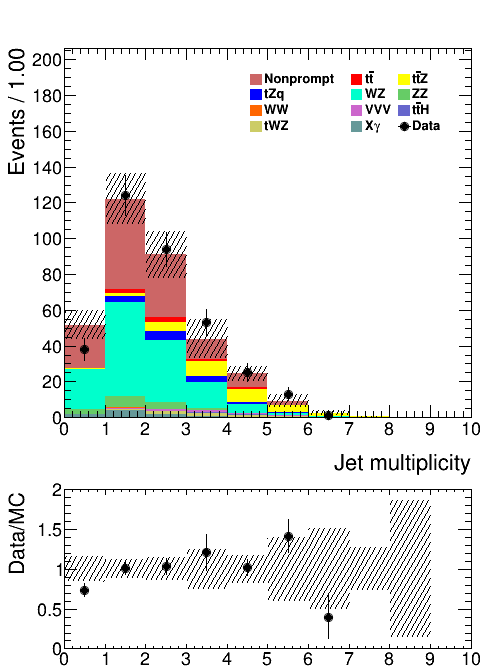 Events / 1.00
200
180
160
140
120
100
80
60
40
20
0
Nonprompt tt̄ tt̄Z
tZq WZ ZZ
WW VVV tt̄H
tWZ Xγ Data
0 1 2 3 4 5 6 7 8 9 10
Jet multiplicity
Data/MC
2
1.5
1
0.5
0
0 1 2 3 4 5 6 7 8 9 10